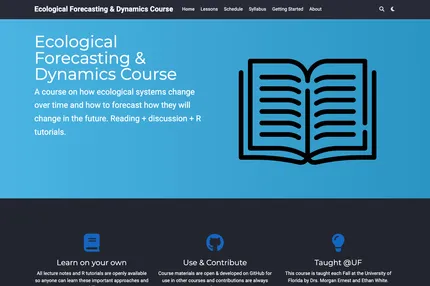 Ecological Forecasting & Dynamics Course Home Lessons Schedule Syllabus Getting Started About
Ecological
Forecasting &
Dynamics Course
A course on how ecological systems change
over time and how to forecast how they will
change in the future. Reading + discussion + R
tutorials.
Learn on your own
All lecture notes and R tutorials are openly available
so anyone can learn these important approaches and
Use & Contribute
Course materials are open & developed on GitHub for
use in other courses and contributions are always
Taught @UF
This course is taught each Fall at the University of
Florida by Drs. Morgan Ernest and Ethan White.